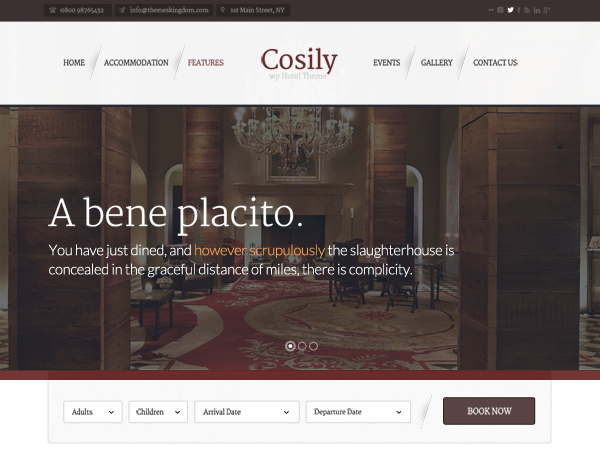 0800 98765432 info@themeskingdom.com 1st Main Street, NY
HOME ACCOMMODATION FEATURES Cosily EVENTS GALLERY CONTACT US
wp Hotel Theme
A bene placito.
You have just dined, and however scrupulously the slaughterhouse is
concealed in the graceful distance of miles, there is complicity.
Adults Children Arrival Date Departure Date BOOK NOW